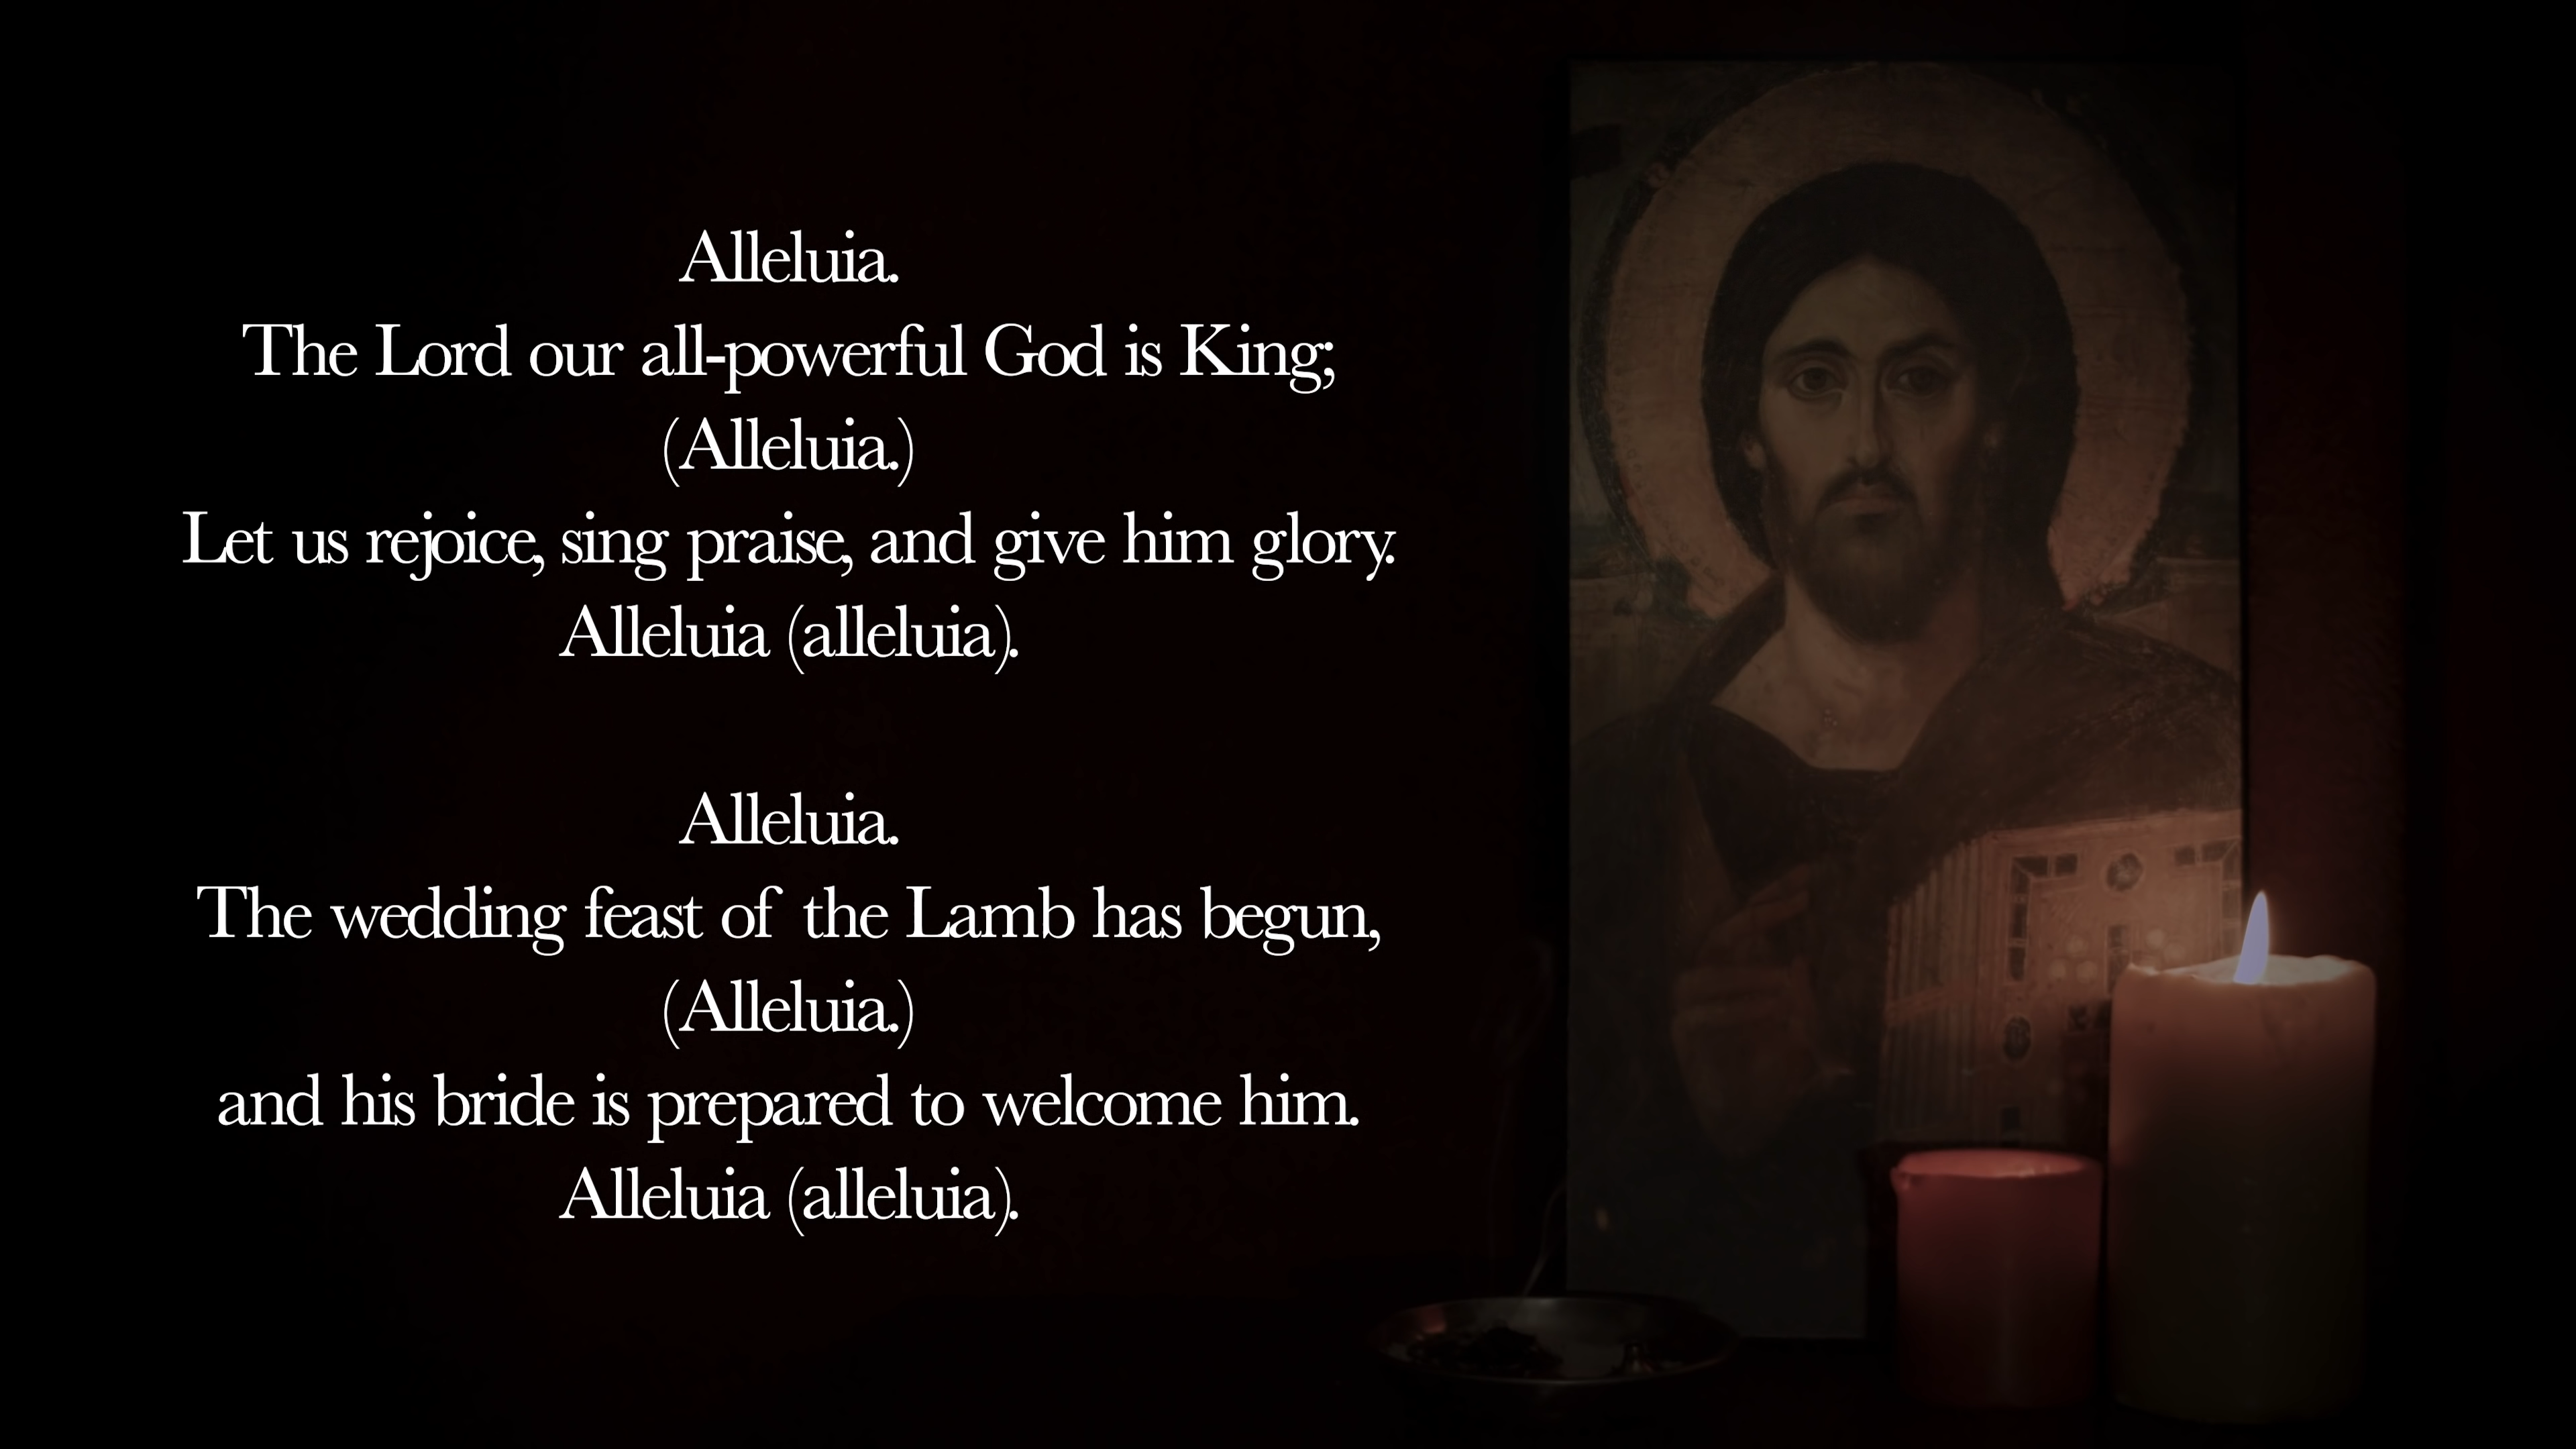 Alleluia.
The Lord our all-powerful God is King;
(Alleluia.)
Let us rejoice, sing praise, and give him glory.
Alleluia (alleluia).
Alleluia.
The wedding feast of the Lamb has begun,
(Alleluia.)
and his bride is prepared to welcome him.
Alleluia (alleluia).